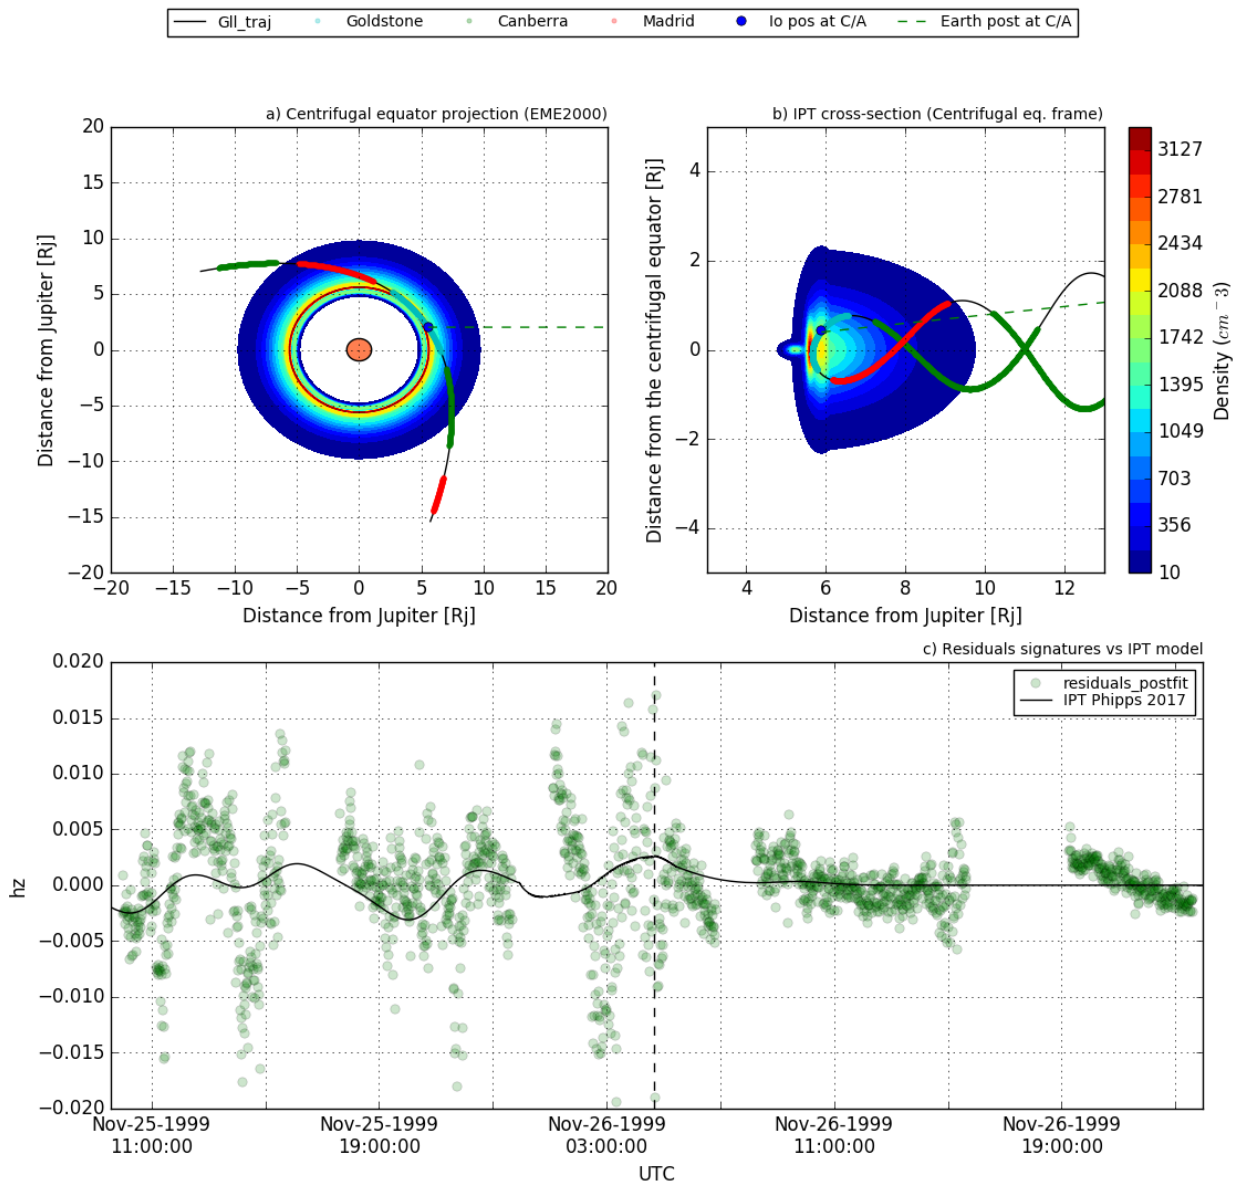 Gll_traj Goldstone Canberra Madrid Io pos at C/A Earth post at C/A
a) Centrifugal equator projection (EME2000)
20
15
10
5
0
−5
−10
−15
−20
Distance from Jupiter [Rj]
−20 −15 −10 −5 0 5 10 15 20
Distance from Jupiter [Rj]
b) IPT cross-section (Centrifugal eq. frame)
4
2
0
−2
−4
Distance from the centrifugal equator [Rj]
4 6 8 10 12
Distance from Jupiter [Rj]
3127
2781
2434
2088
1742
1395
1049
703
356
10
Density (cm−3)
c) Residuals signatures vs IPT model
residuals_postfit
IPT Phipps 2017
0.020
0.015
0.010
0.005
0.000
−0.005
−0.010
−0.015
−0.020
hz
Nov-25-1999 Nov-25-1999 Nov-26-1999 Nov-26-1999 Nov-26-1999
11:00:00 19:00:00 03:00:00 11:00:00 19:00:00
UTC